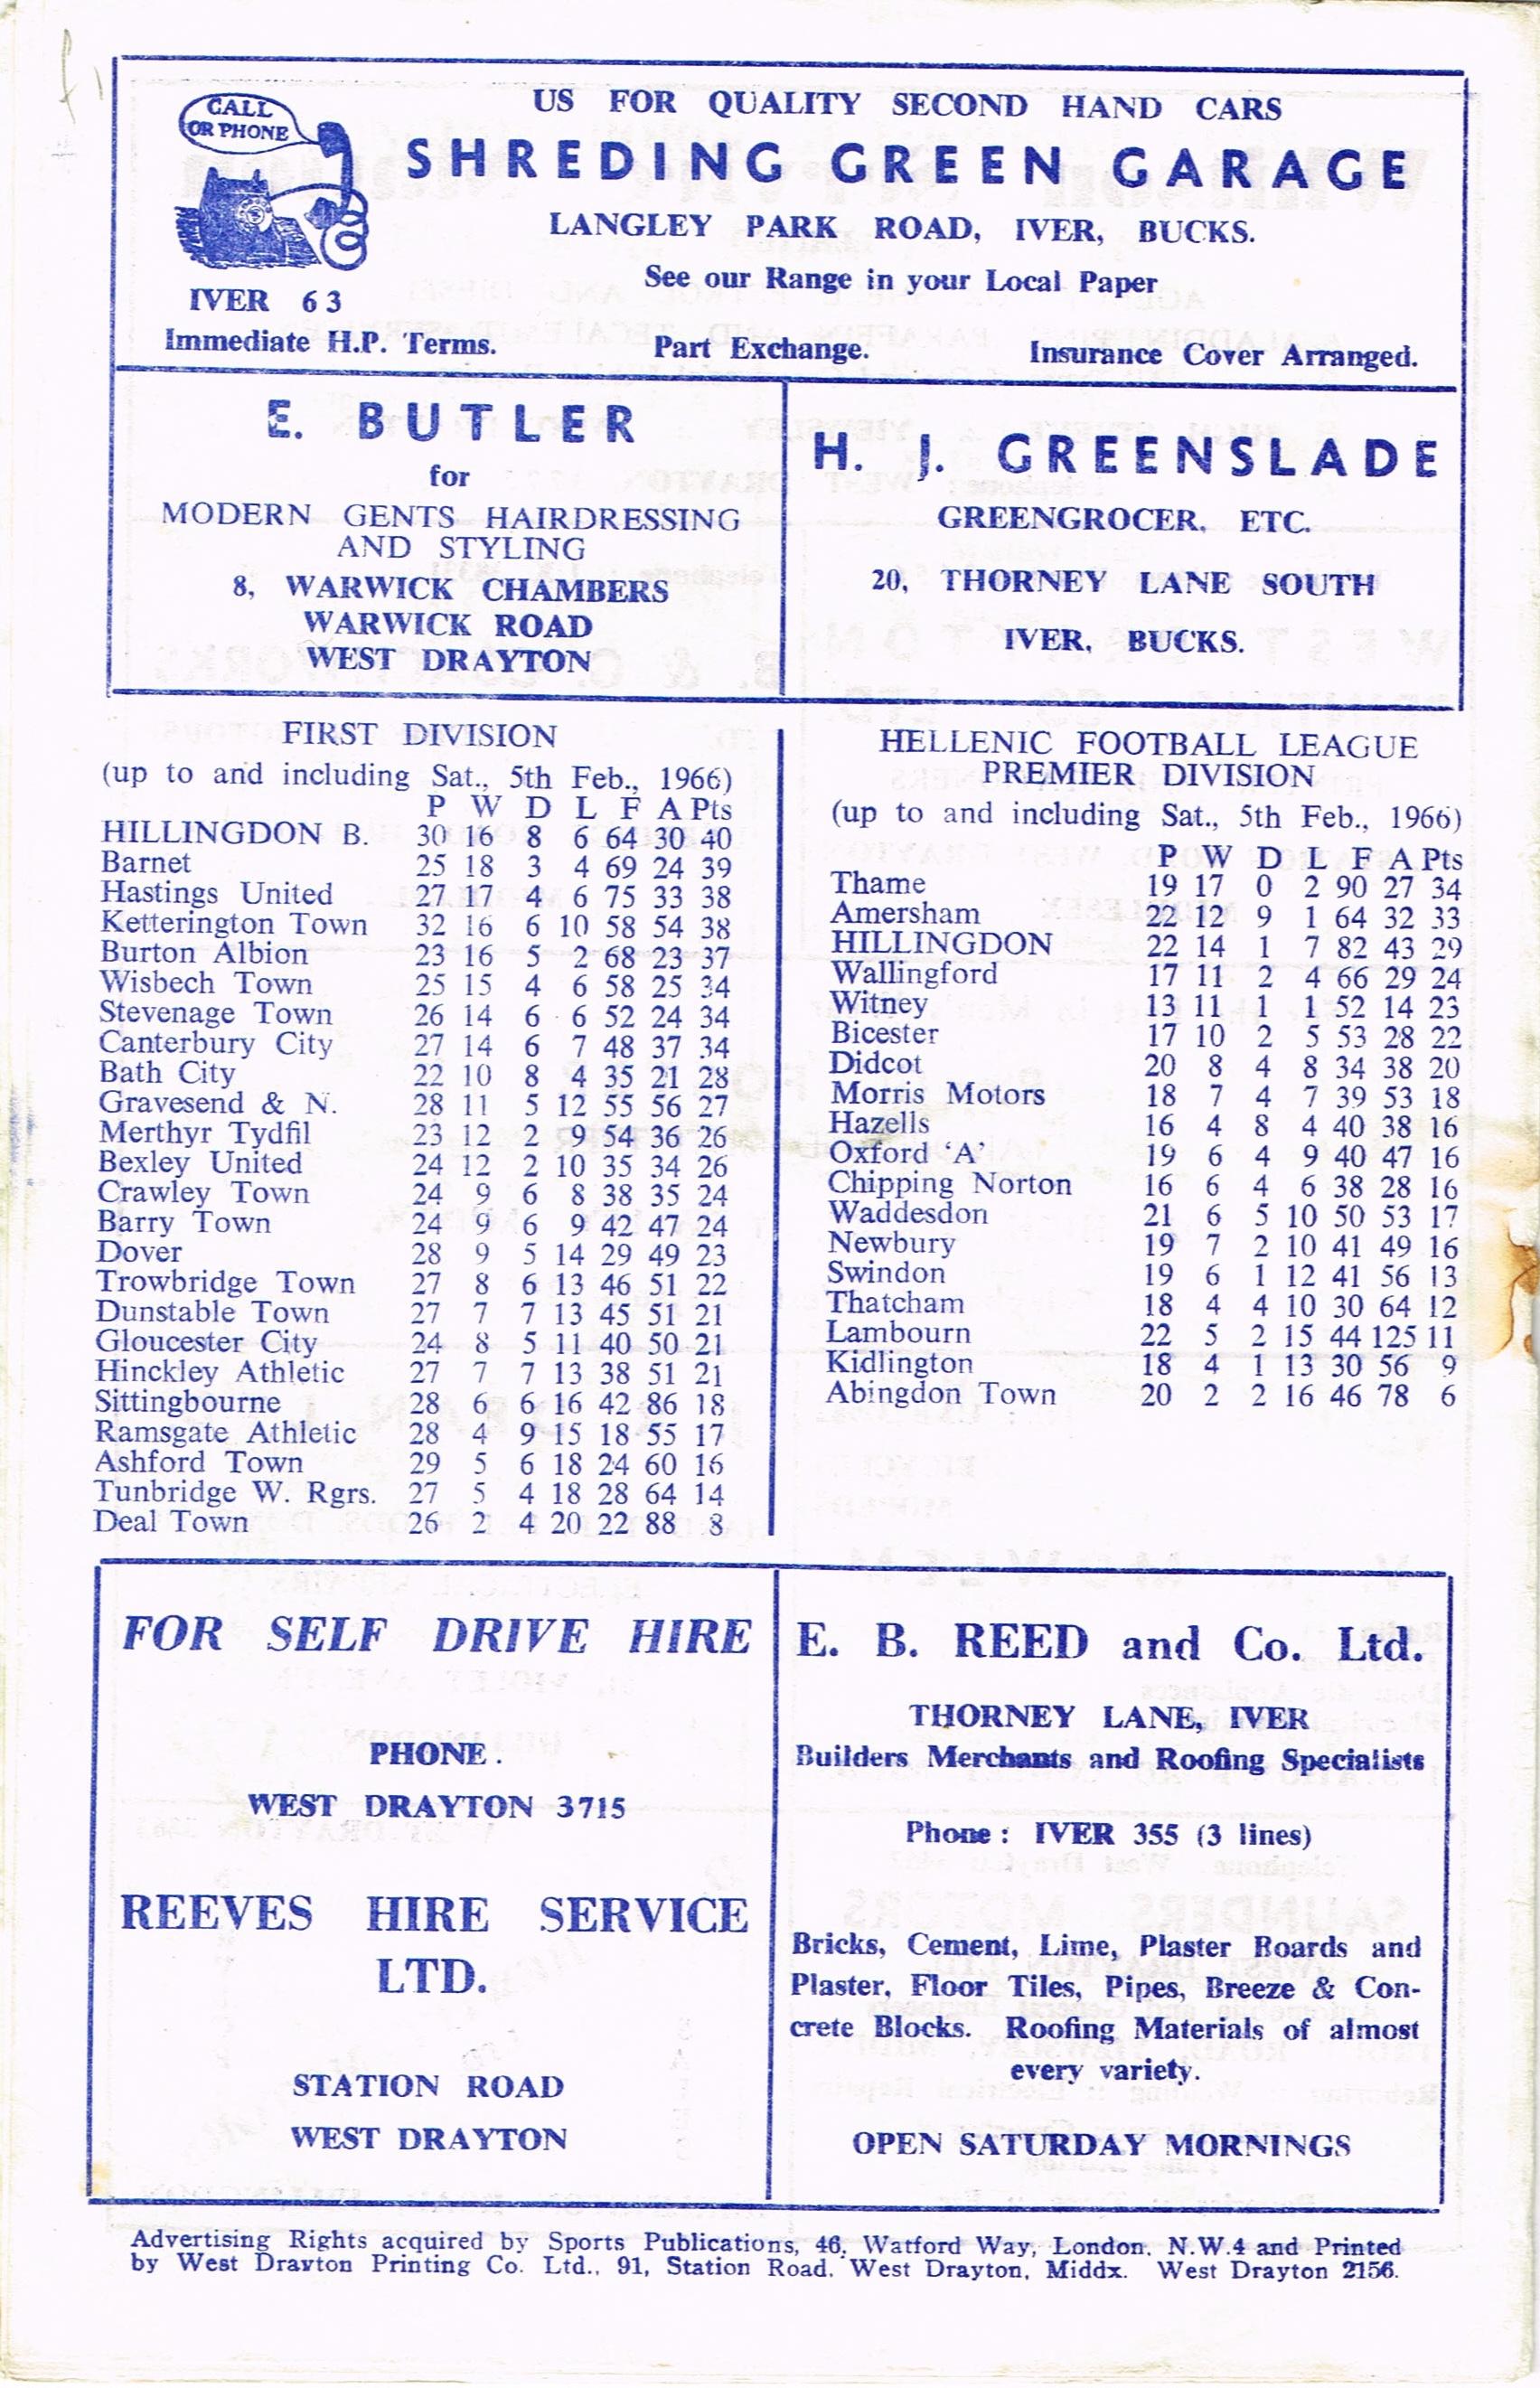 CALL
OR PHONE
US FOR QUALITY SECOND HAND CARS
SHREDING GREEN GARAGE
LANGLEY PARK ROAD, IVER, BUCKS.
See our Range in your Local Paper
IVER 63
Immediate H.P. Terms. Part Exchange. Insurance Cover Arranged.
E. BUTLER
for
MODERN GENTS HAIRDRESSING
AND STYLING
8, WARWICK CHAMBERS
WARWICK ROAD
WEST DRAYTON
H. J. GREENSLADE
GREENGROCER, ETC.
20, THORNEY LANE SOUTH
IVER, BUCKS.
FIRST DIVISION
(up to and including Sat., 5th Feb., 1966)
P W D L F A Pts
HILLINGDON B. 30 16 8 6 64 30 40
Barnet 25 18 3 4 69 24 39
Hastings United 27 17 4 6 75 33 38
Ketterington Town 32 16 6 10 58 54 38
Burton Albion 23 16 5 2 68 23 37
Wisbech Town 25 15 4 6 58 25 34
Stevenage Town 26 14 6 6 52 24 34
Canterbury City 27 14 6 7 48 37 34
Bath City 22 10 8 4 35 21 28
Gravesend & N. 28 11 5 12 55 56 27
Merthyr Tydfil 23 12 2 9 54 36 26
Bexley United 24 12 2 10 35 34 26
Crawley Town 24 9 6 8 38 35 24
Barry Town 24 9 6 9 42 47 24
Dover 28 9 5 14 29 49 23
Trowbridge Town 27 8 6 13 46 51 22
Dunstable Town 27 7 7 13 45 51 21
Gloucester City 24 8 5 11 40 50 21
Hinckley Athletic 27 7 7 13 38 51 21
Sittingbourne 28 6 6 16 42 86 18
Ramsgate Athletic 28 4 9 15 18 55 17
Ashford Town 29 5 6 18 24 60 16
Tunbridge W. Rgrs. 27 5 4 18 28 64 14
Deal Town 26 2 4 20 22 88 8
HELLENIC FOOTBALL LEAGUE
PREMIER DIVISION
(up to and including Sat., 5th Feb., 1966)
P W D L F A Pts
Thame 19 17 0 2 90 27 34
Amersham 22 12 9 1 64 32 33
HILLINGDON 22 14 1 7 82 43 29
Wallingford 17 11 2 4 66 29 24
Witney 13 11 1 1 52 14 23
Bicester 17 10 2 5 53 28 22
Didcot 20 8 4 8 34 38 20
Morris Motors 18 7 4 7 39 53 18
Hazells 16 4 8 4 40 38 16
Oxford ‘A’ 19 6 4 9 40 47 16
Chipping Norton 16 6 4 6 38 28 16
Waddesdon 21 6 5 10 50 53 17
Newbury 19 7 2 10 41 49 16
Swindon 19 6 1 12 41 56 13
Thatcham 18 4 4 10 30 64 12
Lambourn 22 5 2 15 44 125 11
Kidlington 18 4 1 13 30 56 9
Abingdon Town 20 2 2 16 46 78 6
FOR SELF DRIVE HIRE
PHONE.
WEST DRAYTON 3715
REEVES HIRE SERVICE
LTD.
STATION ROAD
WEST DRAYTON
E. B. REED and Co. Ltd.
THORNEY LANE, IVER
Builders Merchants and Roofing Specialists
Phone : IVER 355 (3 lines)
Bricks, Cement, Lime, Plaster Boards and
Plaster, Floor Tiles, Pipes, Breeze & Con-
crete Blocks. Roofing Materials of almost
every variety.
OPEN SATURDAY MORNINGS
Advertising Rights acquired by Sports Publications, 46, Watford Way, London, N.W.4 and Printed
by West Drayton Printing Co. Ltd., 91, Station Road, West Drayton, Middx. West Drayton 2156.